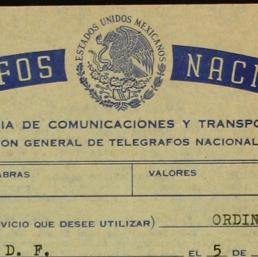 ESTADOS UNIDOS MEXICANOS
FOS NACI
IA DE COMUNICACIONES Y TRANSPO
ON GENERAL DE TELEGRAFOS NACIONAL
ABRAS VALORES
VICIO QUE DESEE UTILIZAR) ORDIN
D. F. EL 5 DE